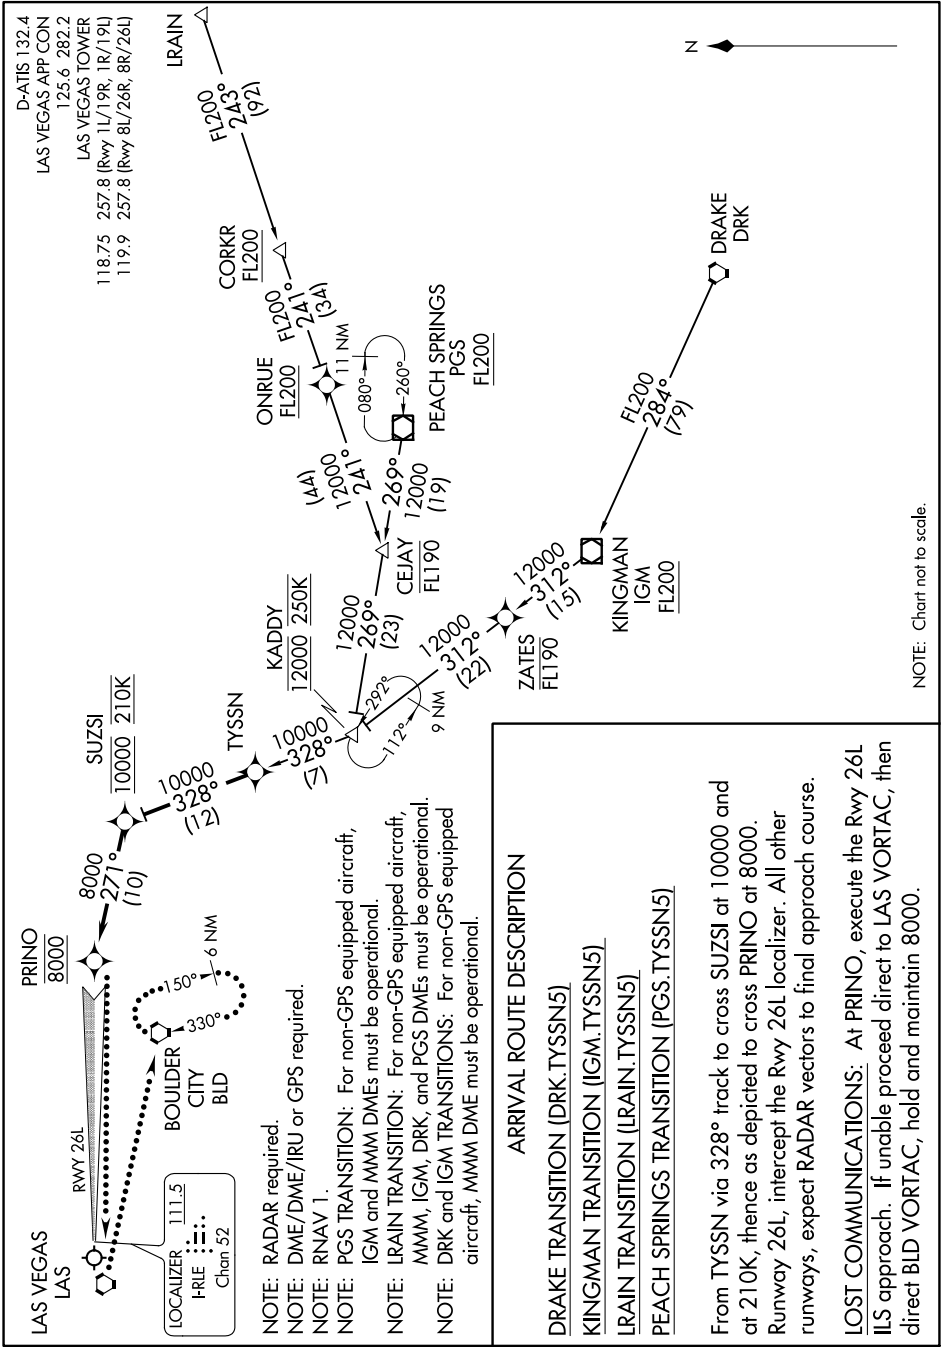 D-ATIS 132.4
LAS VEGAS APP CON
125.6 282.2
LAS VEGAS TOWER
118.75 257.8 (Rwy 1L/19R, 1R/19L)
119.9 257.8 (Rwy 8L/26R, 8R/26L)
N
LRAIN
FL200
243°
(92)
CORKR
FL200
FL200
241°
(34)
ONRUE
FL200
(44)
12000
241°
11 NM
080°
260°
PEACH SPRINGS
PGS
FL200
269°
12000
(19)
CEJAY
FL190
12000
269°
(23)
DRAKE
DRK
FL200
284°
(79)
KINGMAN
IGM
FL200
12000
312°
(15)
ZATES
FL190
12000
312°
(22)
KADDY
12000 250K
292°
112°
9 NM
10000
328°
(7)
TYSSN
10000
328°
(12)
SUZSI
10000 210K
8000
271°
(10)
PRINO
8000
RWY 26L
LAS VEGAS
LAS
LOCALIZER 111.5
I-RLE
Chan 52
BOULDER
CITY
BLD
150°
330°
6 NM
NOTE: RADAR required.
NOTE: DME/DME/IRU or GPS required.
NOTE: RNAV 1.
NOTE: PGS TRANSITION: For non-GPS equipped aircraft,
IGM and MMM DMEs must be operational.
NOTE: LRAIN TRANSITION: For non-GPS equipped aircraft,
MMM, IGM, DRK, and PGS DMEs must be operational.
NOTE: DRK and IGM TRANSITIONS: For non-GPS equipped
aircraft, MMM DME must be operational.
NOTE: Chart not to scale.
ARRIVAL ROUTE DESCRIPTION
DRAKE TRANSITION (DRK.TYSSN5)
KINGMAN TRANSITION (IGM.TYSSN5)
LRAIN TRANSITION (LRAIN.TYSSN5)
PEACH SPRINGS TRANSITION (PGS.TYSSN5)
From TYSSN via 328° track to cross SUZSI at 10000 and
at 210K, thence as depicted to cross PRINO at 8000.
Runway 26L, intercept the Rwy 26L localizer. All other
runways, expect RADAR vectors to final approach course.
LOST COMMUNICATIONS: At PRINO, execute the Rwy 26L
ILS approach. If unable proceed direct to LAS VORTAC, then
direct BLD VORTAC, hold and maintain 8000.